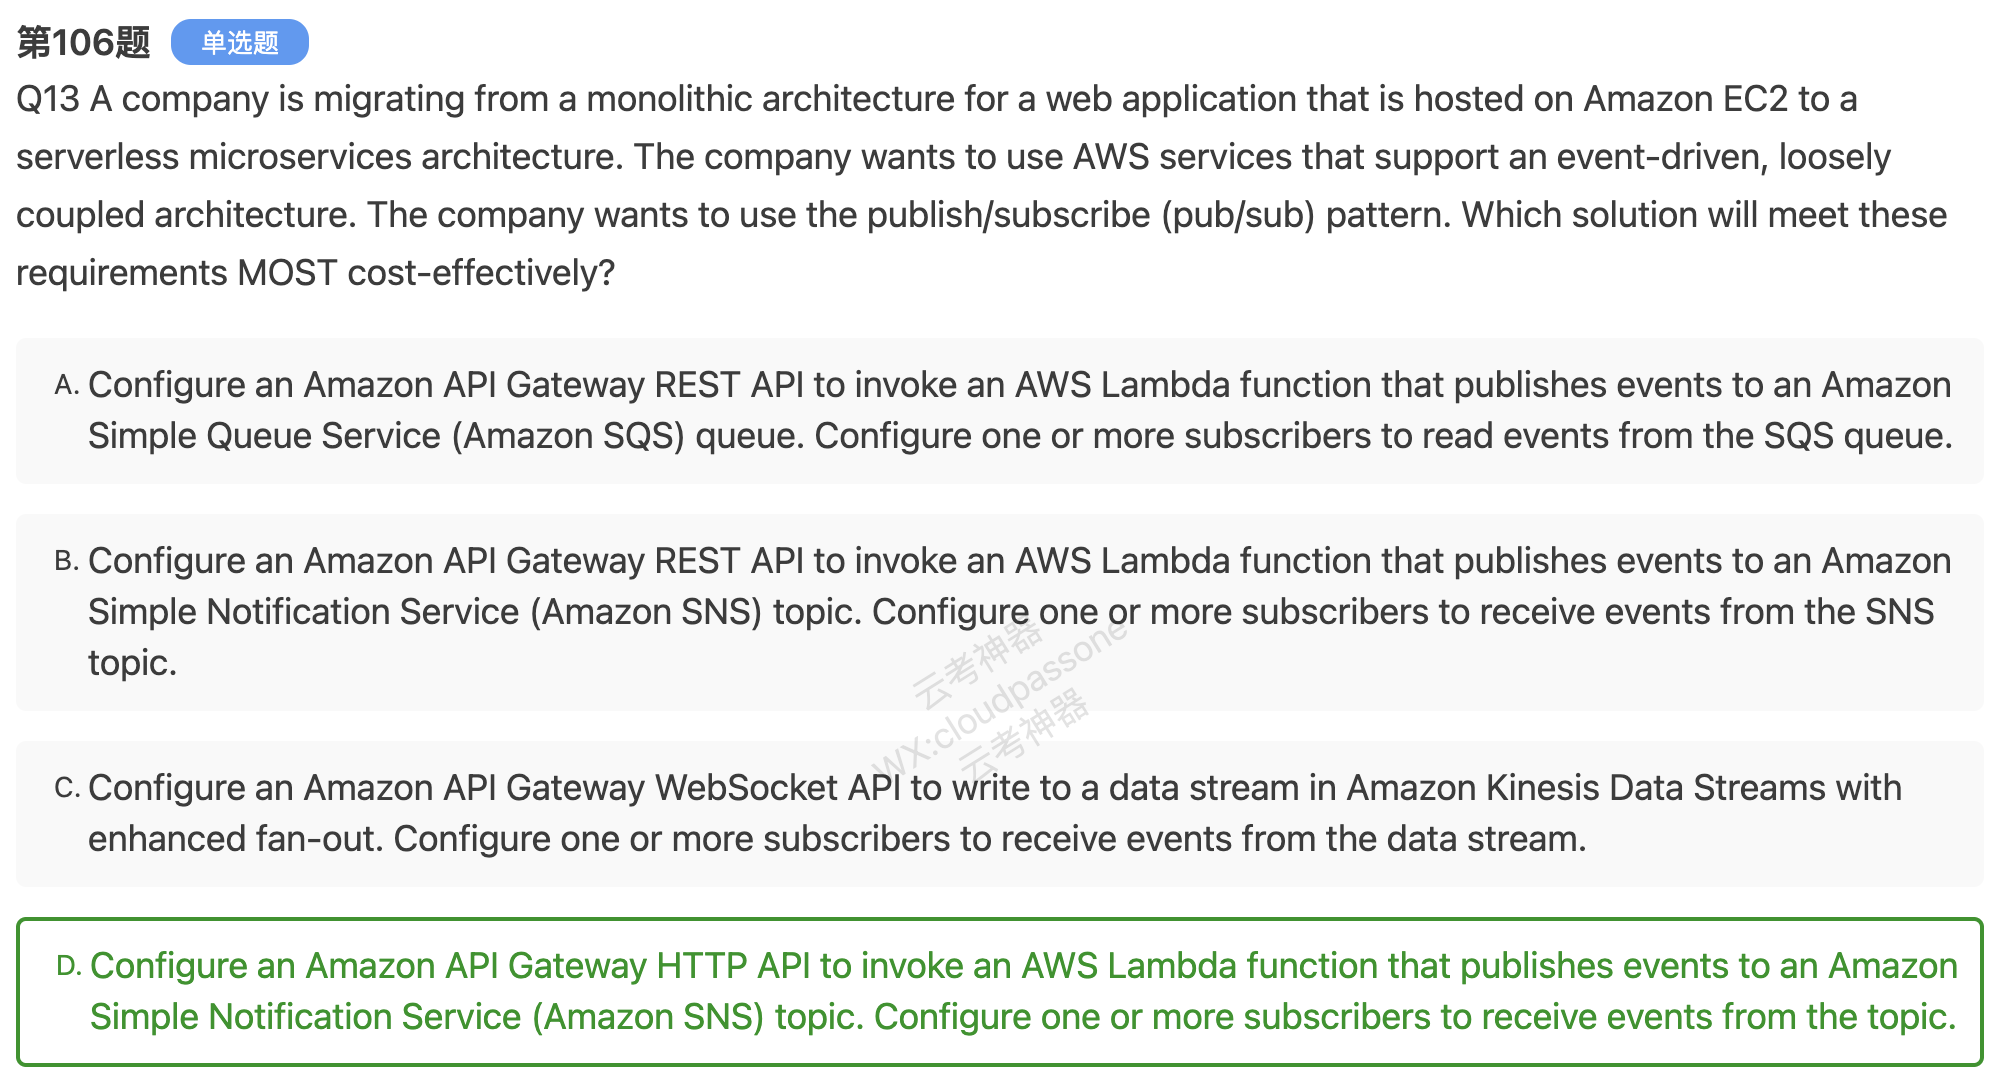 第106题 单选题
Q13 A company is migrating from a monolithic architecture for a web application that is hosted on Amazon EC2 to a
serverless microservices architecture. The company wants to use AWS services that support an event-driven, loosely
coupled architecture. The company wants to use the publish/subscribe (pub/sub) pattern. Which solution will meet these
requirements MOST cost-effectively?
A. Configure an Amazon API Gateway REST API to invoke an AWS Lambda function that publishes events to an Amazon
Simple Queue Service (Amazon SQS) queue. Configure one or more subscribers to read events from the SQS queue.
B. Configure an Amazon API Gateway REST API to invoke an AWS Lambda function that publishes events to an Amazon
Simple Notification Service (Amazon SNS) topic. Configure one or more subscribers to receive events from the SNS
topic.
云考神器
WX:cloudpassone
云考神器
C. Configure an Amazon API Gateway WebSocket API to write to a data stream in Amazon Kinesis Data Streams with
enhanced fan-out. Configure one or more subscribers to receive events from the data stream.
D. Configure an Amazon API Gateway HTTP API to invoke an AWS Lambda function that publishes events to an Amazon
Simple Notification Service (Amazon SNS) topic. Configure one or more subscribers to receive events from the topic.